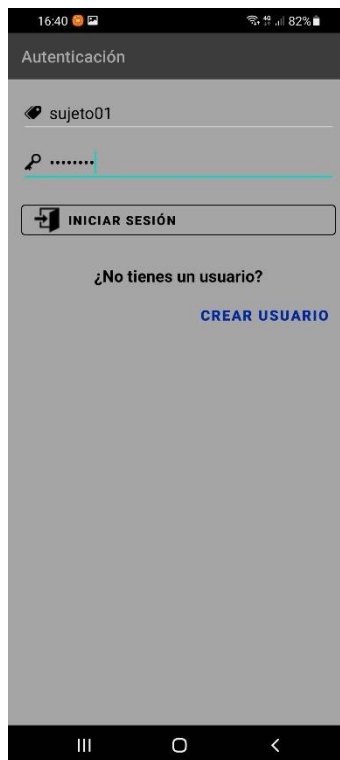 16:40 82%
Autenticación
sujeto01
••••••••
INICIAR SESIÓN
¿No tienes un usuario?
CREAR USUARIO